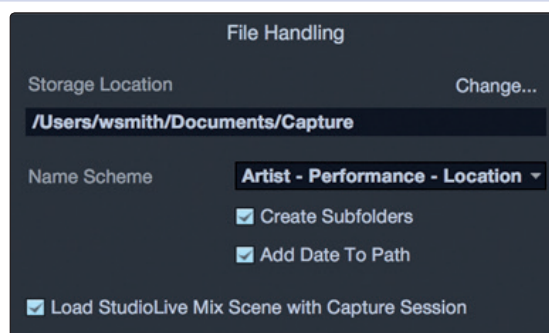 File Handling
Storage Location Change...
/Users/wsmith/Documents/Capture
Name Scheme Artist - Performance - Location
Create Subfolders
Add Date To Path
Load StudioLive Mix Scene with Capture Session